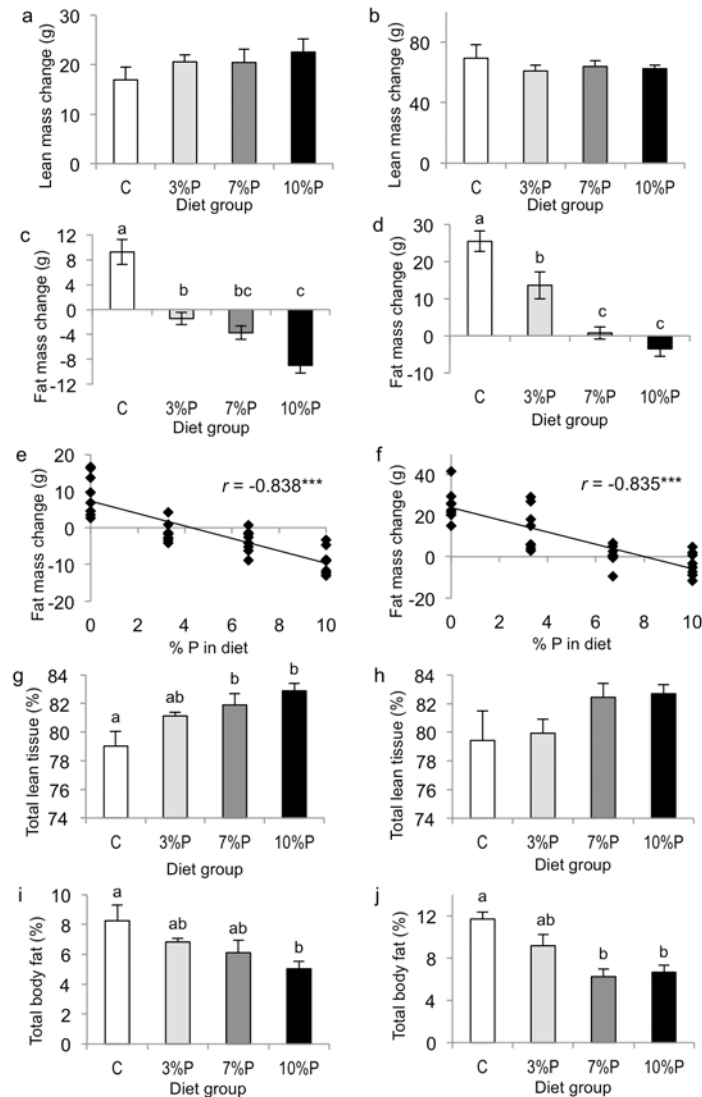 a
Lean mass change (g)
30
20
10
0
C 3%P 7%P 10%P
Diet group
b
Lean mass change (g)
80
40
0
C 3%P 7%P 10%P
Diet group
c
Fat mass change (g)
12
8
4
0
-4
-8
-12
a
b
bc
c
C 3%P 7%P 10%P
Diet group
d
Fat mass change (g)
30
20
10
0
-10
a
b
c
c
C 3%P 7%P 10%P
Diet group
e
Fat mass change (g)
20
10
0
-10
-20
r = -0.838***
0 2 4 6 8 10
% P in diet
f
Fat mass change (g)
40
20
0
-20
r = -0.835***
0 2 4 6 8 10
% P in diet
g
Total lean tissue (%)
84
82
80
78
76
74
a
ab
b
b
C 3%P 7%P 10%P
Diet group
h
Total lean tissue (%)
84
82
80
78
76
74
C 3%P 7%P 10%P
Diet group
i
Total body fat (%)
10
8
6
4
2
0
a
ab
ab
b
C 3%P 7%P 10%P
Diet group
j
Total body fat (%)
12
8
4
0
a
ab
b
b
C 3%P 7%P 10%P
Diet group